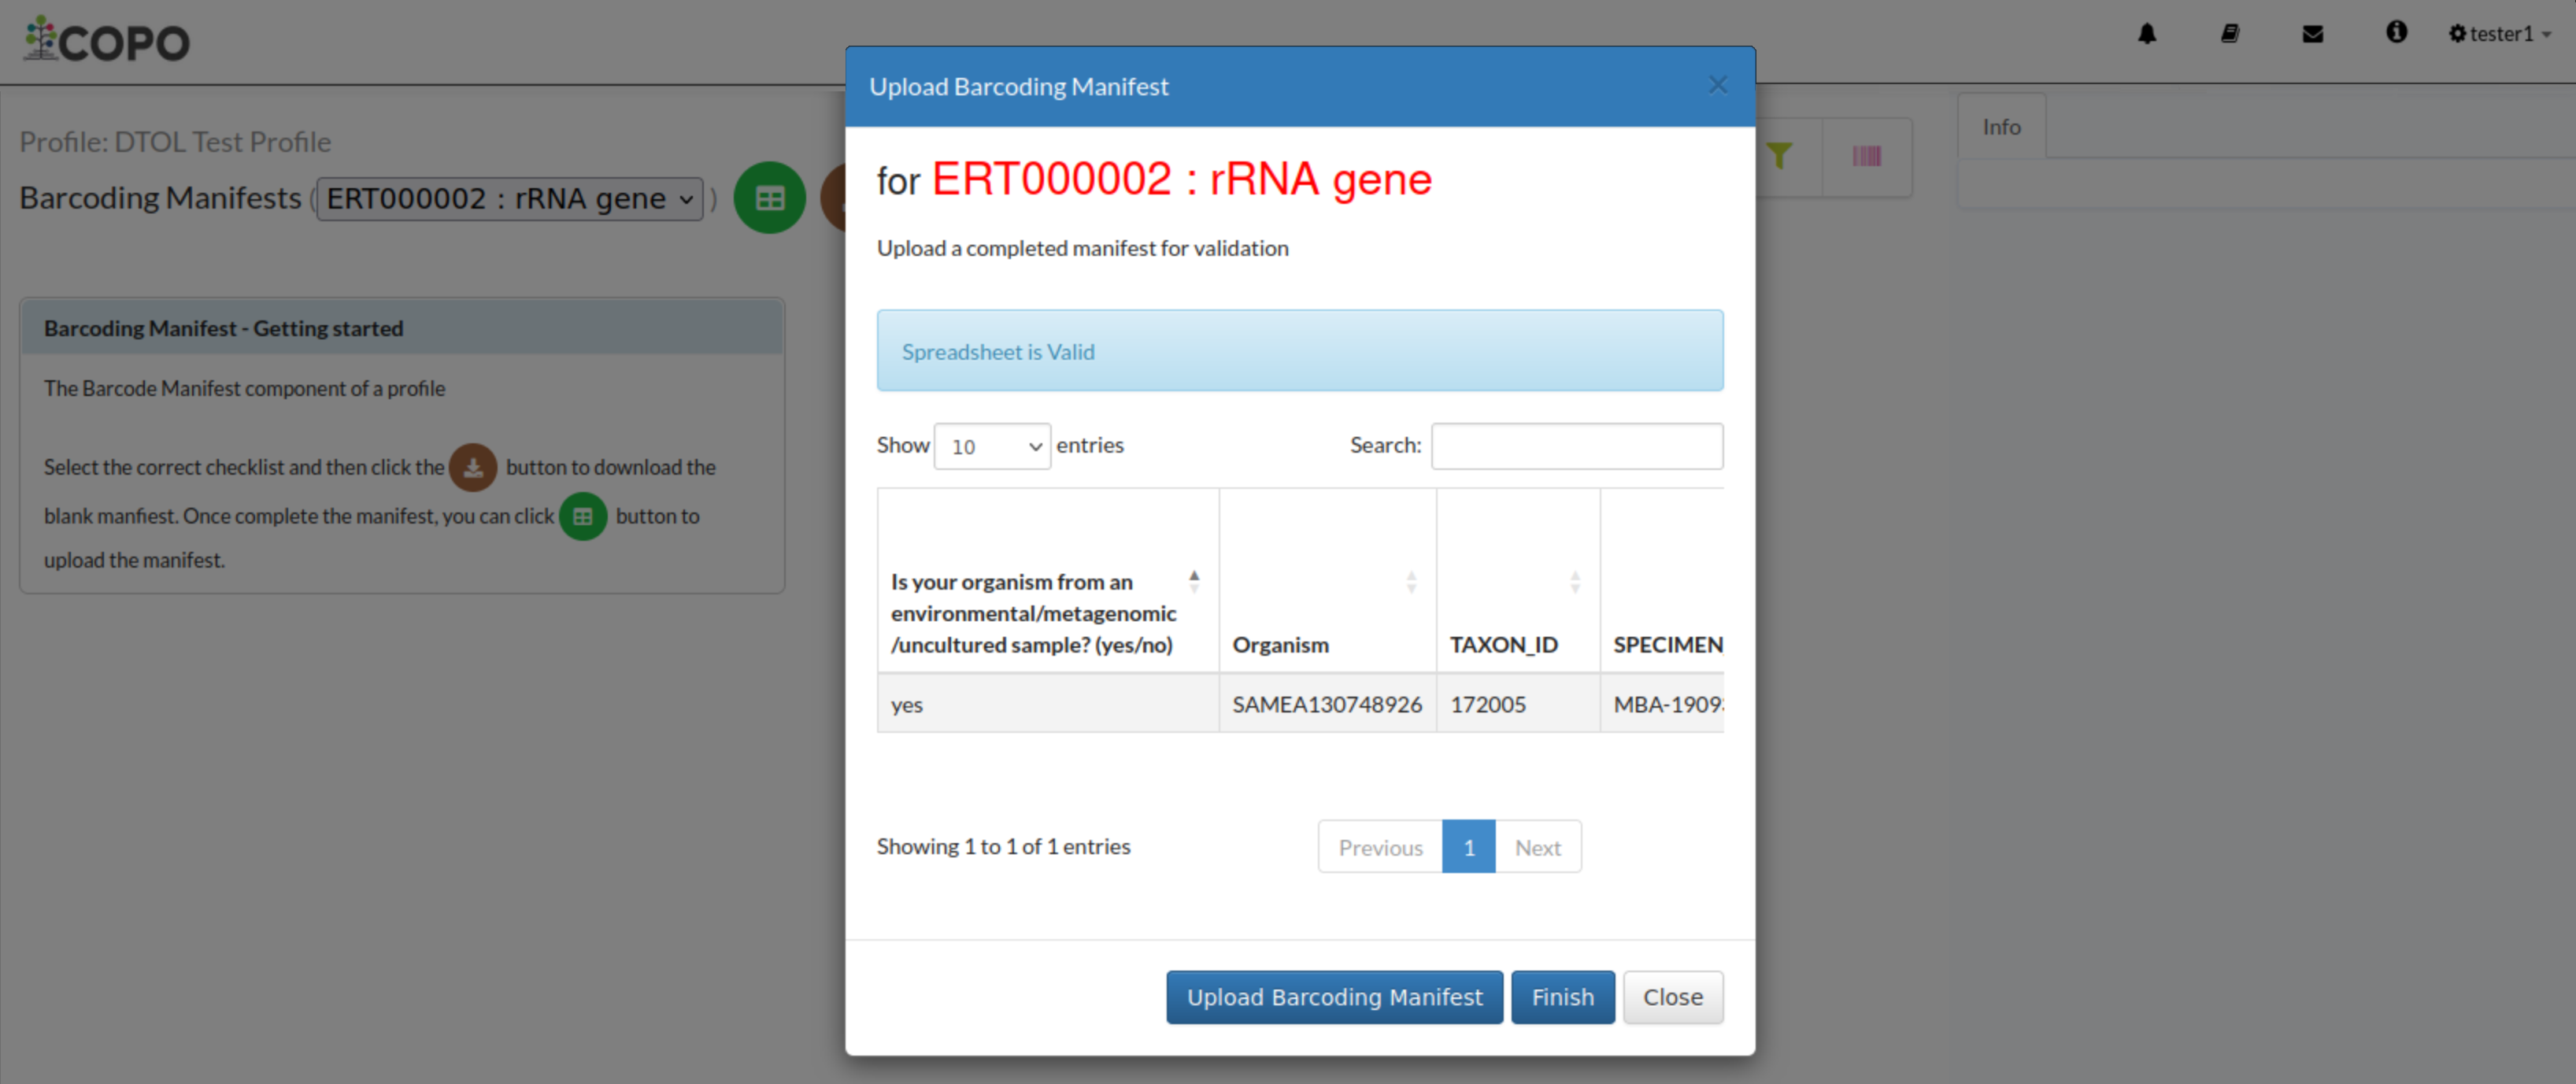 COPO
tester1
Profile: DTOL Test Profile
Barcoding Manifests ( ERT000002 : rRNA gene )
Barcoding Manifest - Getting started
The Barcode Manifest component of a profile
Select the correct checklist and then click the button to download the
blank manfiest. Once complete the manifest, you can click button to
upload the manifest.
Upload Barcoding Manifest ×
for ERT000002 : rRNA gene
Upload a completed manifest for validation
Spreadsheet is Valid
Show 10 entries Search:
Is your organism from an
environmental/metagenomic
/uncultured sample? (yes/no) Organism TAXON_ID SPECIMEN
yes SAMEA130748926 172005 MBA-1909
Showing 1 to 1 of 1 entries Previous 1 Next
Upload Barcoding Manifest Finish Close
Info